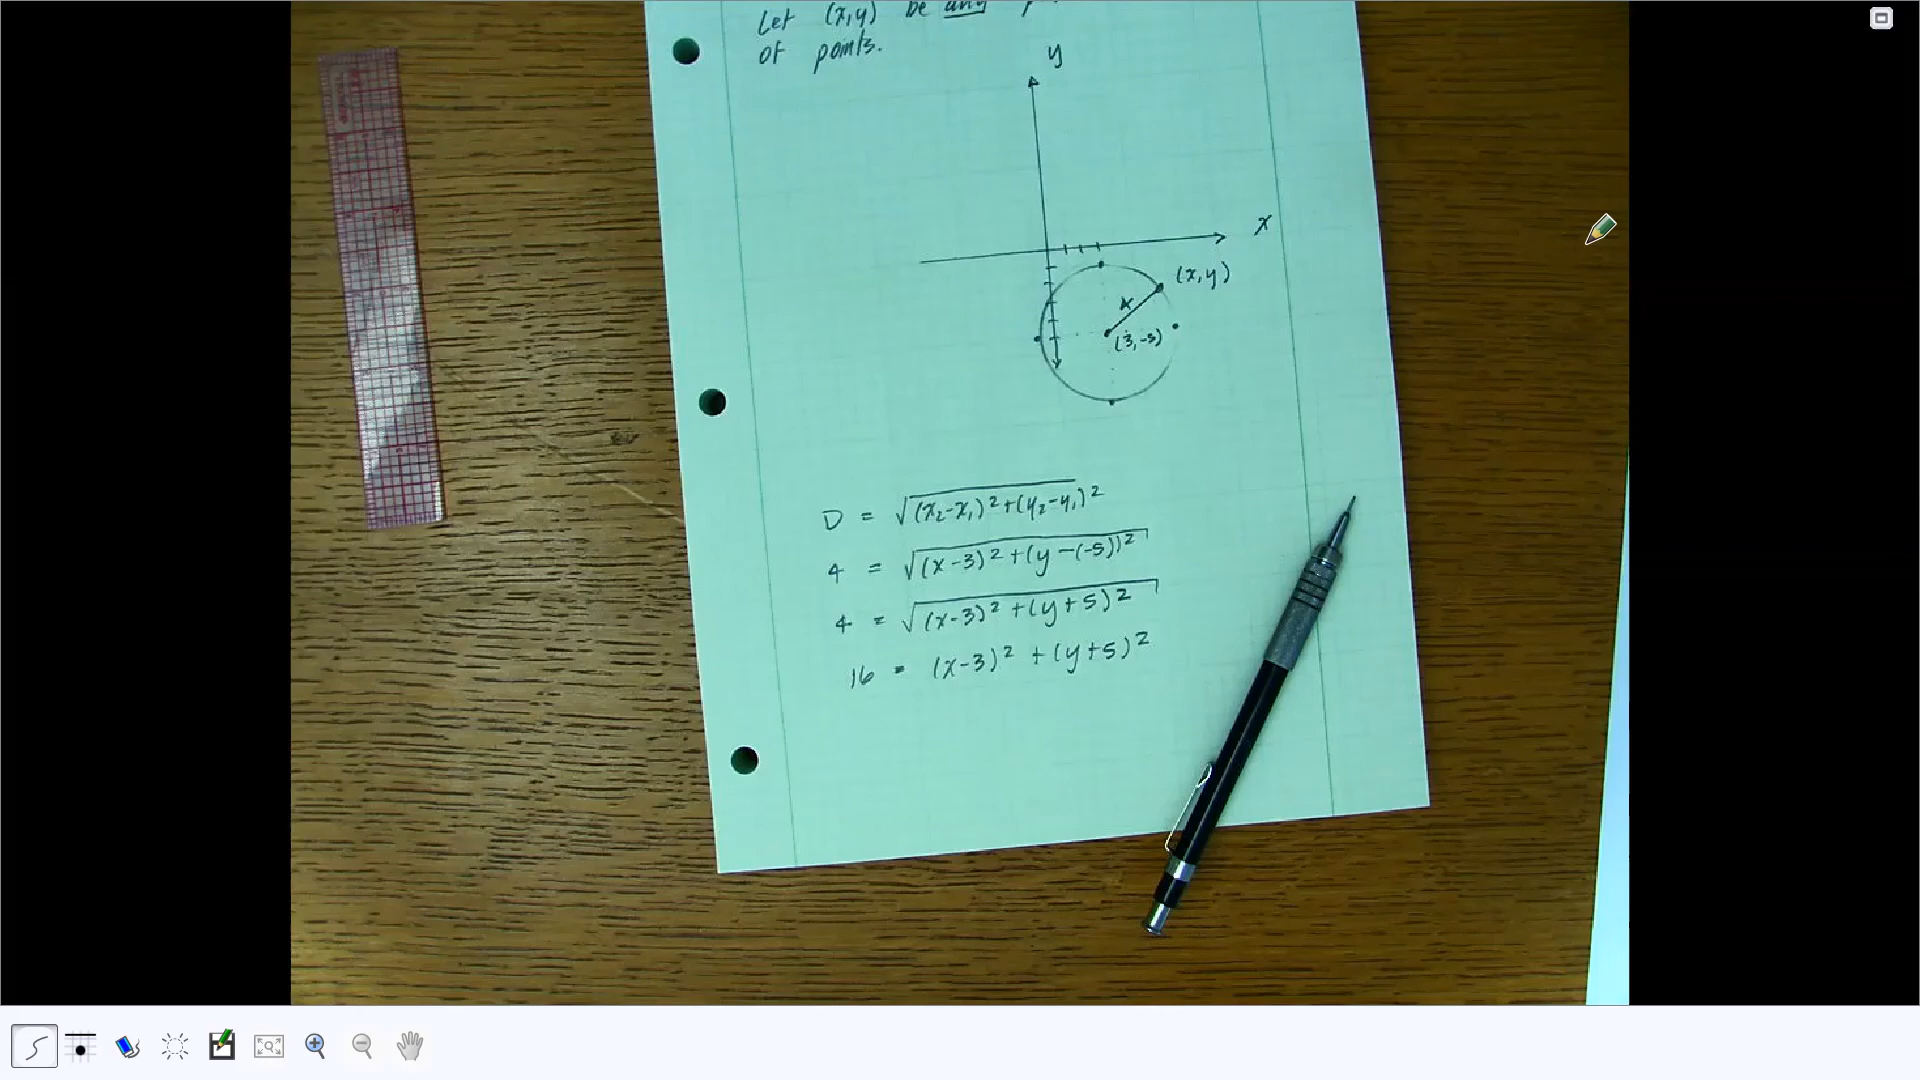 Let (x,y) be any
of points.
y
x
(x,y)
4
(3,-5)
D = √(x₂-x₁)²+(y₂-y₁)²
4 = √(x-3)²+(y-(-5))²
4 = √(x-3)²+(y+5)²
16 = (x-3)²+(y+5)²